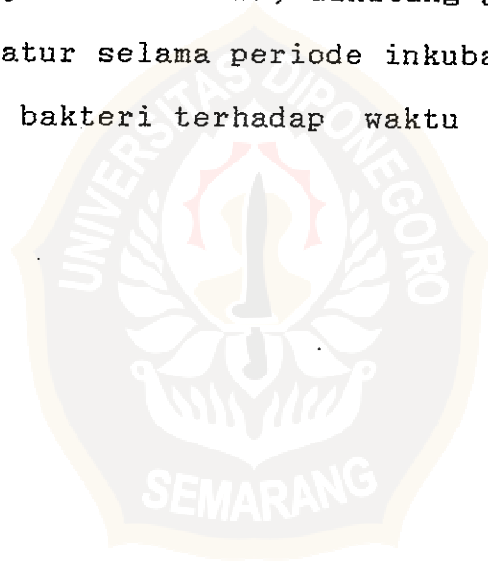 atur selama periode inkuba
bakteri terhadap waktu
UNIVERSITAS DIPONEGORO
SEMARANG